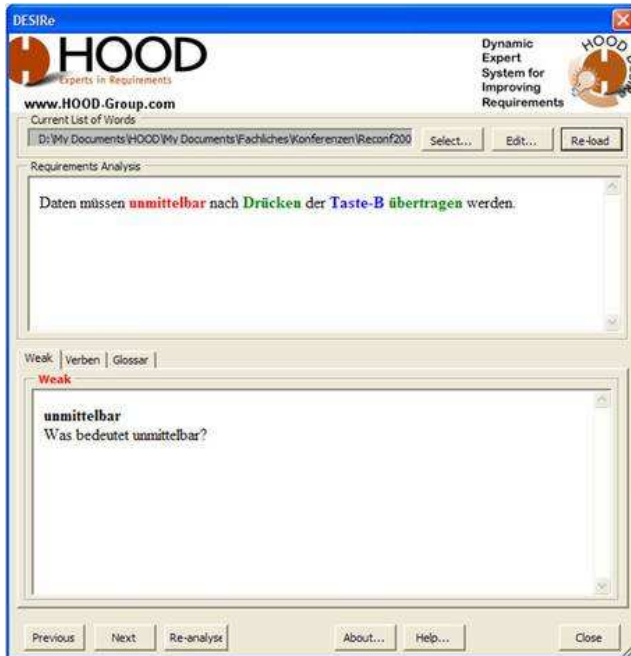 DESIRe
HOOD
Experts in Requirements
www.HOOD-Group.com
Dynamic
Expert
System for
Improving
Requirements
HOOD
Current List of Words
D:\My Documents\HOOD\My Documents\Fachliches\Konferenzen\Reconf200
Select...
Edit...
Re-load
Requirements Analysis
Daten müssen unmittelbar nach Drücken der Taste-B übertragen werden.
Weak
Verben
Glossar
Weak
unmittelbar
Was bedeutet unmittelbar?
Previous
Next
Re-analyse
About...
Help...
Close